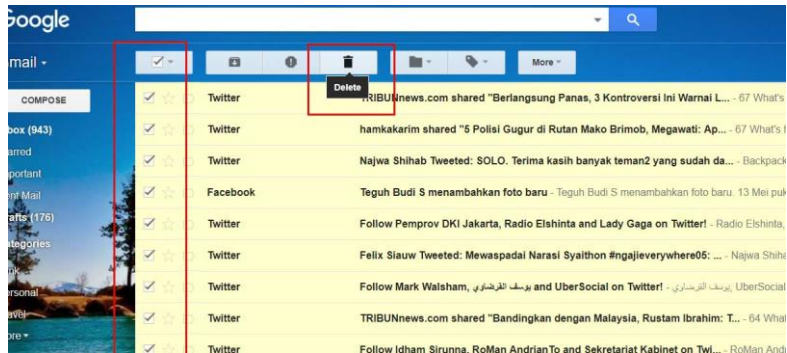 Google
mail
More
Delete
COMPOSE
Twitter TRIBUNnews.com shared "Berlangsung Panas, 3 Kontroversi Ini Warnai L... - 67 What's
box (943)
Twitter hamkakarim shared "5 Polisi Gugur di Rutan Mako Brimob, Megawati: Ap... - 67 What's h
arred
Twitter Najwa Shihab Tweeted: SOLO. Terima kasih banyak teman2 yang sudah da... - Backpack
portant
ent Mail
Facebook Teguh Budi S menambahkan foto baru - Teguh Budi S menambahkan foto baru. 13 Mei puk
afts (176)
Twitter Follow Pemprov DKI Jakarta, Radio Elshinta and Lady Gaga on Twitter! - Radio Elshinta,
ategories
Twitter Felix Siauw Tweeted: Mewaspadai Narasi Syaithon #ngajieverywhere05: ... - Najwa Shiha
ersonal
Twitter Follow Mark Walsham, يوسف القرضاوي and UberSocial on Twitter! - يوسف القرضاوي, UberSocial
avel
Twitter TRIBUNnews.com shared "Bandingkan dengan Malaysia, Rustam Ibrahim: T... - 64 What
ore
Twitter Follow Idham Sirunna, RoMan AndrianTo and Sekretariat Kabinet on Twi... - RoMan Andr